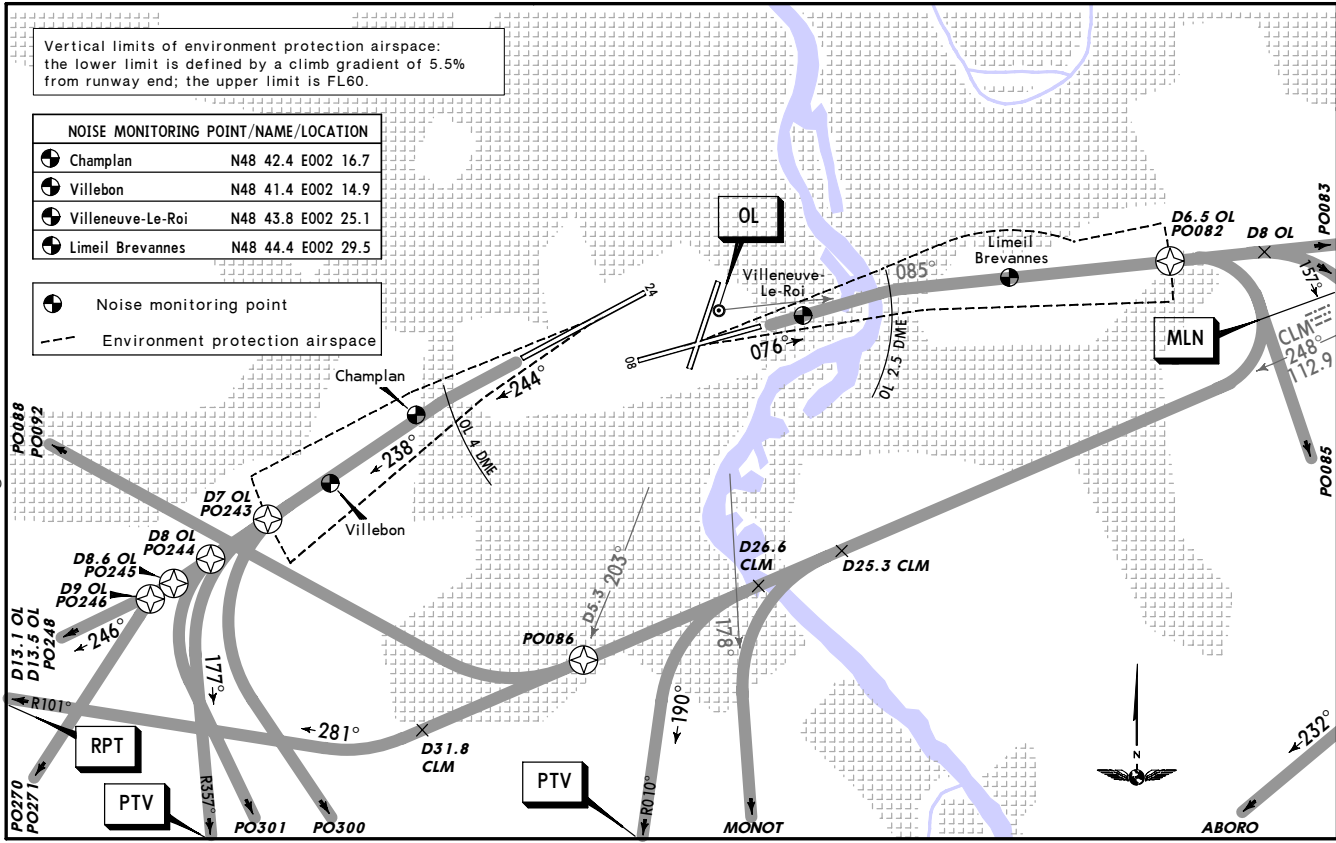 Vertical limits of environment protection airspace:
the lower limit is defined by a climb gradient of 5.5%
from runway end; the upper limit is FL60.
NOISE MONITORING POINT/NAME/LOCATION
Champlan N48 42.4 E002 16.7
Villebon N48 41.4 E002 14.9
Villeneuve-Le-Roi N48 43.8 E002 25.1
Limeil Brevannes N48 44.4 E002 29.5
Noise monitoring point
Environment protection airspace
OL
Villeneuve-
Le-Roi
085°
Limeil
Brevannes
D6.5 OL
PO082
D8 OL
PO083
157°
MLN
CLM
248°
112.9
PO085
24
08
076°
OL 2.5 DME
Champlan
244°
OL 4 DME
238°
Villebon
PO088
PO092
D7 OL
PO243
D8 OL
PO244
D8.6 OL
PO245
D9 OL
PO246
D13.1 OL
D13.5 OL
PO248
246°
177°
R101°
RPT
281°
D31.8
CLM
PO086
D5.3 203°
178°
D26.6
CLM
D25.3 CLM
190°
PO270
PO271
PTV
R357°
PO301
PO300
PTV
R010°
MONOT
N
232°
ABORO